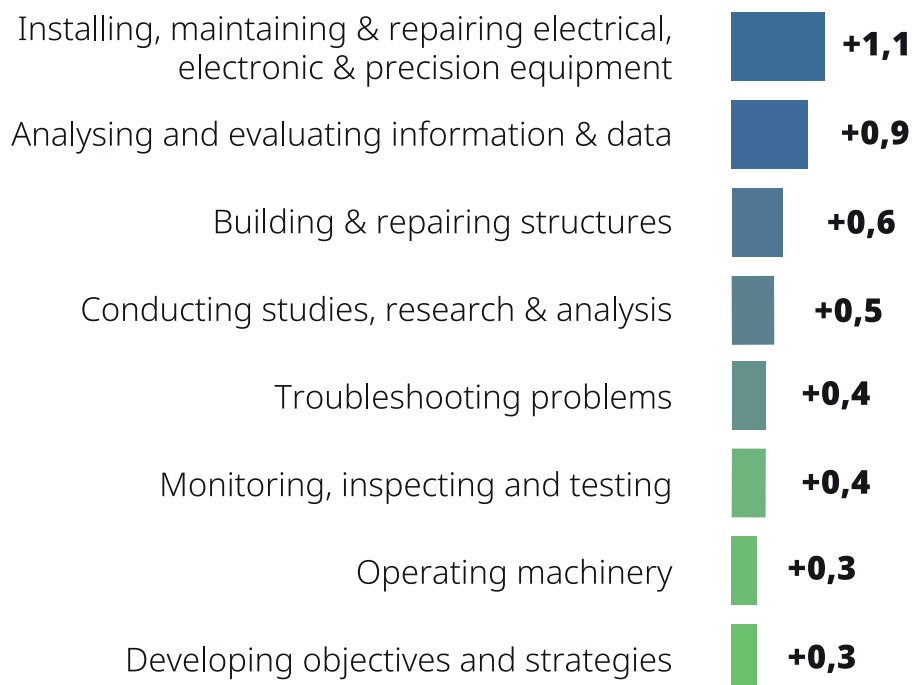 Installing, maintaining & repairing electrical,
electronic & precision equipment
+1,1
Analysing and evaluating information & data
+0,9
Building & repairing structures
+0,6
Conducting studies, research & analysis
+0,5
Troubleshooting problems
+0,4
Monitoring, inspecting and testing
+0,4
Operating machinery
+0,3
Developing objectives and strategies
+0,3